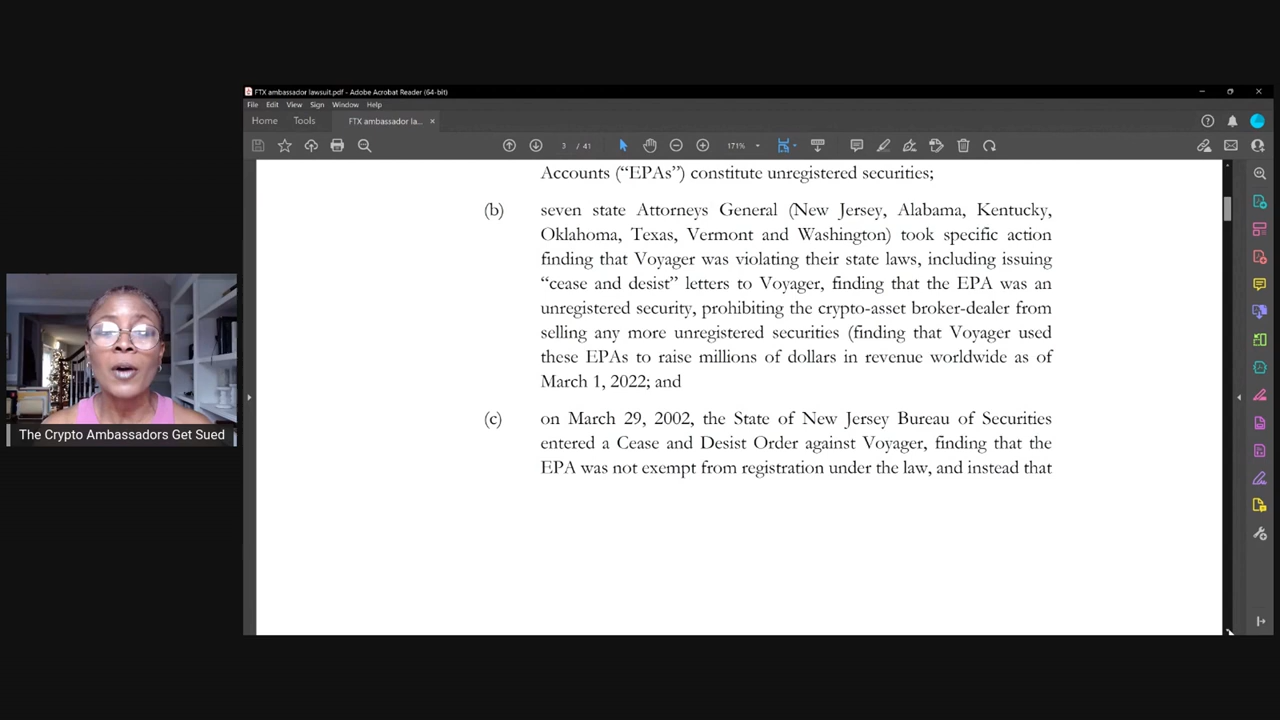 FTX ambassador lawsuit.pdf - Adobe Acrobat Reader (64-bit)
File Edit View Sign Window Help
Home Tools FTX ambassador la... ×
3 / 41 171%
Accounts (“EPAs”) constitute unregistered securities;
(b) seven state Attorneys General (New Jersey, Alabama, Kentucky,
Oklahoma, Texas, Vermont and Washington) took specific action
finding that Voyager was violating their state laws, including issuing
“cease and desist” letters to Voyager, finding that the EPA was an
unregistered security, prohibiting the crypto-asset broker-dealer from
selling any more unregistered securities (finding that Voyager used
these EPAs to raise millions of dollars in revenue worldwide as of
March 1, 2022; and
(c) on March 29, 2002, the State of New Jersey Bureau of Securities
entered a Cease and Desist Order against Voyager, finding that the
EPA was not exempt from registration under the law, and instead that
The Crypto Ambassadors Get Sued